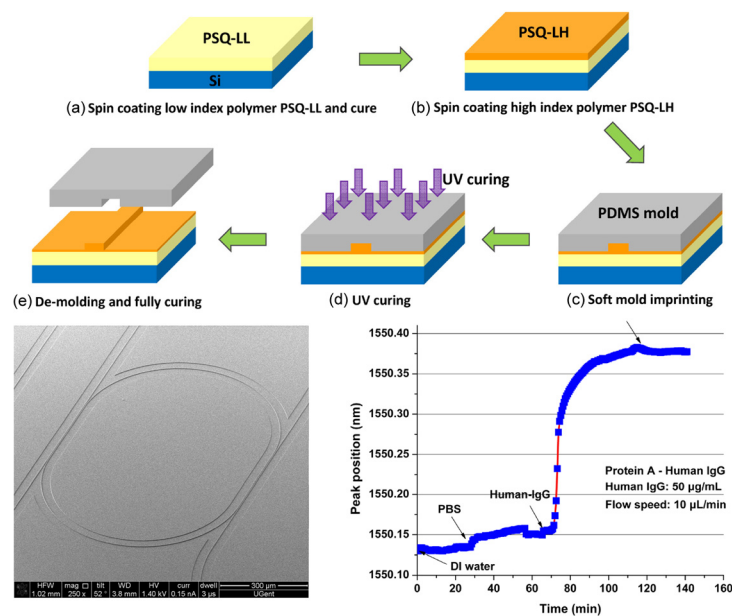 PSQ-LL
Si
PSQ-LH
(a) Spin coating low index polymer PSQ-LL and cure
(b) Spin coating high index polymer PSQ-LH
UV curing
PDMS mold
(e) De-molding and fully curing
(d) UV curing
(c) Soft mold imprinting
HFW
1.02 mm
mag
250 x
tilt
52 °
WD
3.8 mm
HV
1.40 kV
curr
0.15 nA
dwell
3 µs
300 µm
UGent
Peak position (nm)
1550.40
1550.35
1550.30
1550.25
1550.20
1550.15
1550.10
Protein A - Human IgG
Human IgG: 50 µg/mL
Flow speed: 10 µL/min
Human-IgG
PBS
DI water
0 20 40 60 80 100 120 140 160
Time (min)